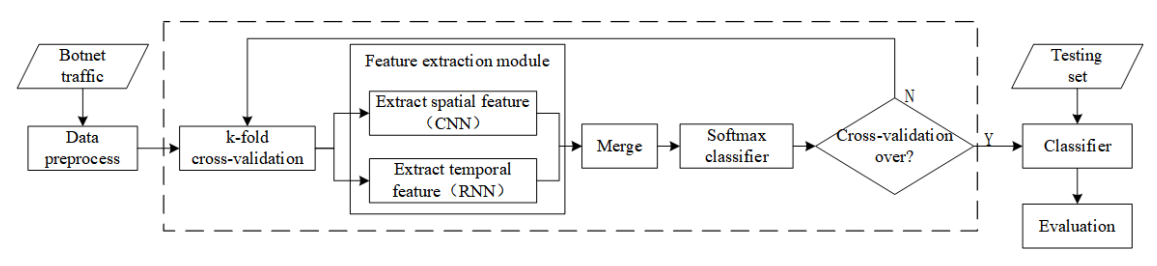 Botnet
traffic
Data
preprocess
k-fold
cross-validation
Feature extraction module
Extract spatial feature
（CNN）
Extract temporal
feature（RNN）
Merge
Softmax
classifier
Cross-validation
over?
N
Y
Testing
set
Classifier
Evaluation